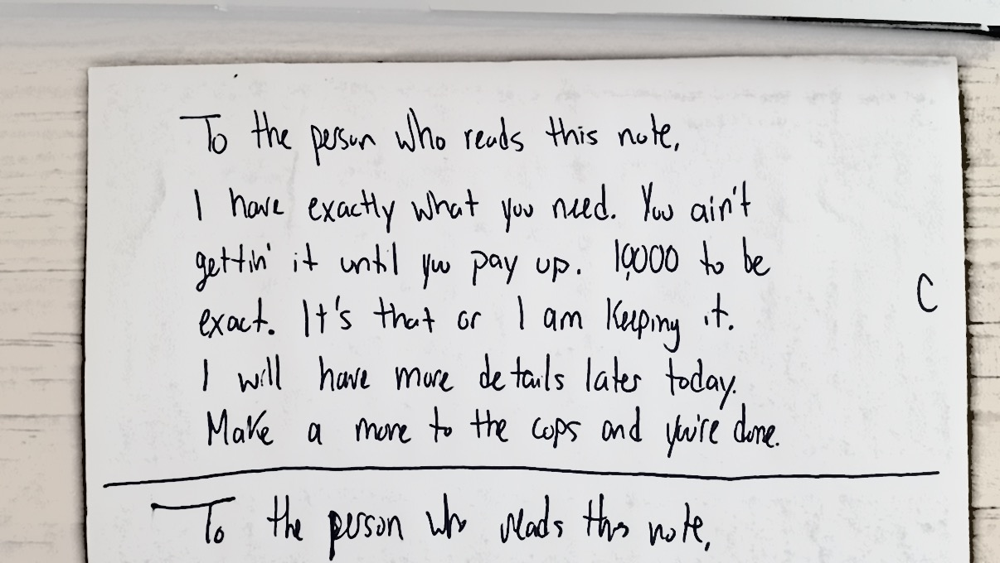 To the person who reads this note,
I have exactly what you need. You ain't
gettin' it until you pay up. 10,000 to be
exact. It's that or I am keeping it.
C
I will have more details later today.
Make a move to the cops and you're done.
To the person who reads this note,